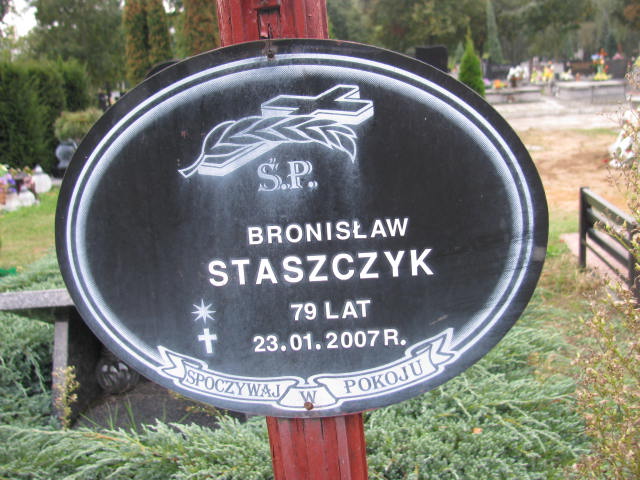 Ś.P.
BRONISŁAW
STASZCZYK
79 LAT
23.01.2007 R.
SPOCZYWAJ W POKOJU